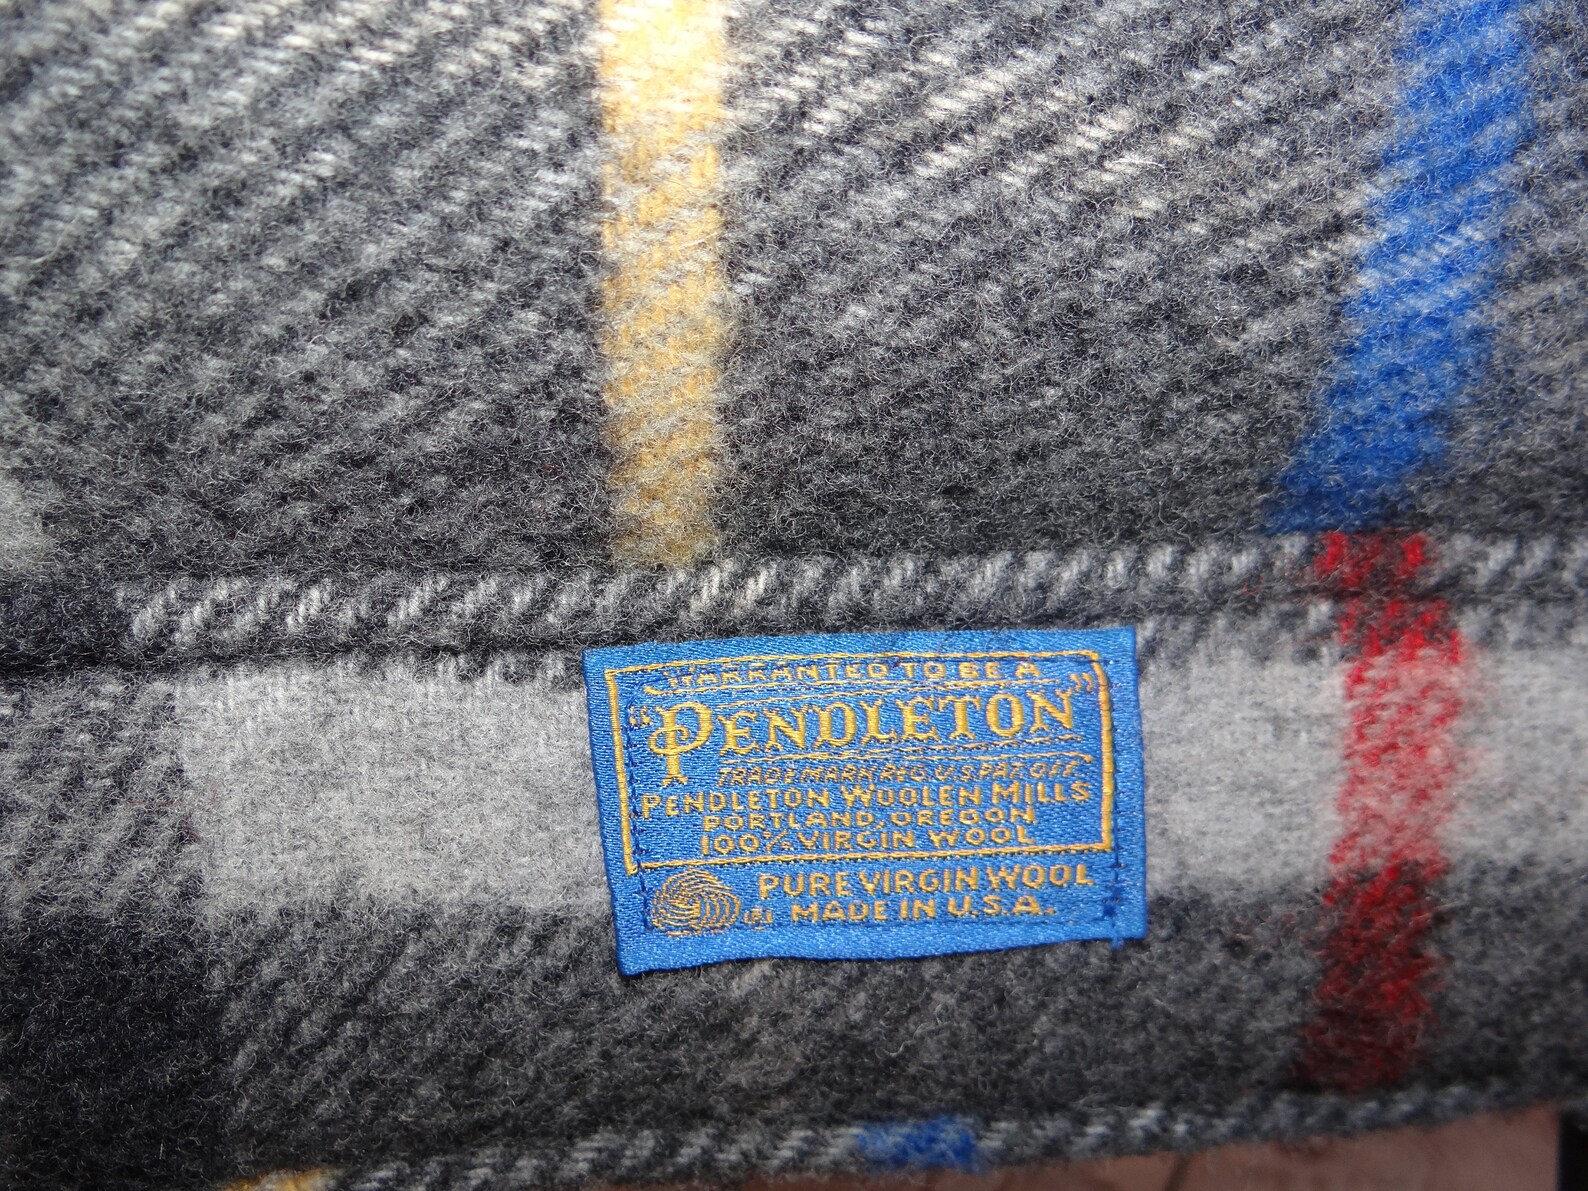 WARRANTED TO BE A
"PENDLETON"
TRADE MARK REG. U.S. PAT. OFF.
PENDLETON WOOLEN MILLS
PORTLAND, OREGON
100% VIRGIN WOOL
PURE VIRGIN WOOL
MADE IN U.S.A.